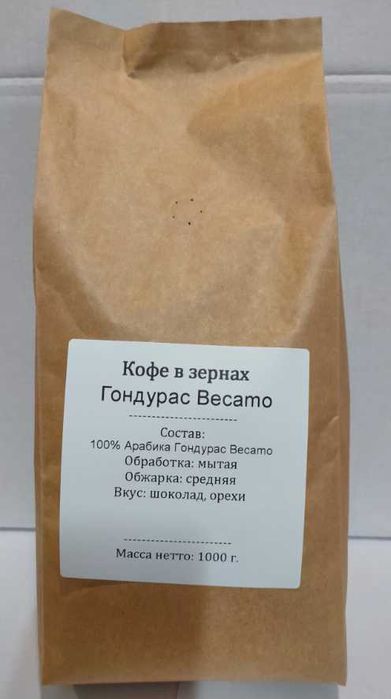 Кофе в зернах
Гондурас Becamo
------------------------
Состав:
100% Арабика Гондурас Becamo
Обработка: мытая
Обжарка: средняя
Вкус: шоколад, орехи
-----------------------
Масса нетто: 1000 г.